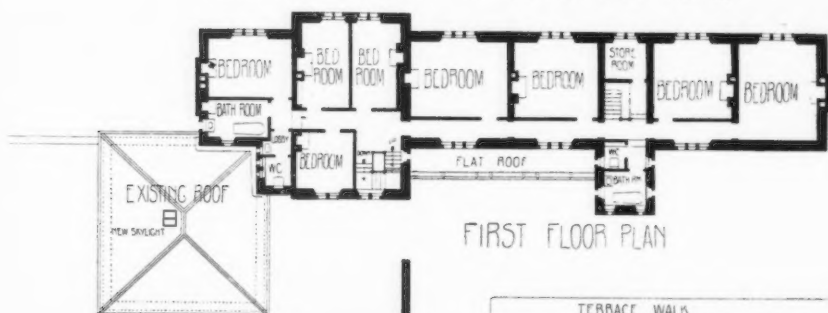 BEDROOM
BED
ROOM
BED
ROOM
BEDROOM
BEDROOM
STORE
ROOM
BEDROOM
BEDROOM
BATH ROOM
LOBBY
WC
BEDROOM
FLAT ROOF
WC
BATH RM
EXISTING ROOF
NEW SKYLIGHT
FIRST FLOOR PLAN
TERRACE WALK